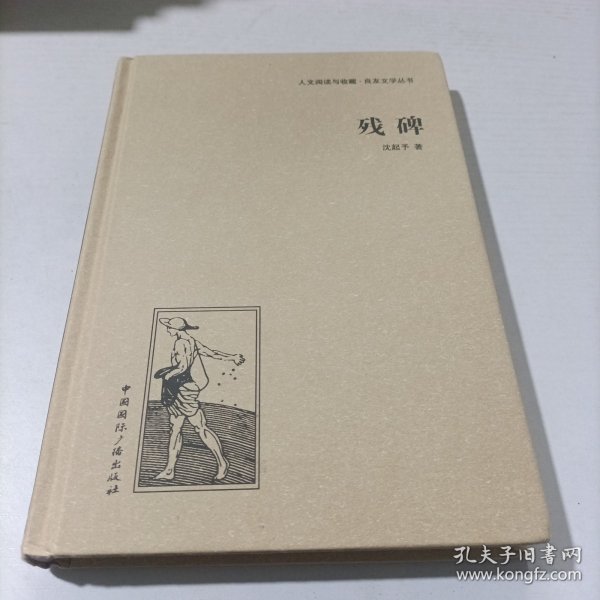 人文阅读与收藏·良友文学丛书
残碑
沈起予 著
中国国际广播出版社
孔夫子旧书网
www.kongfz.com